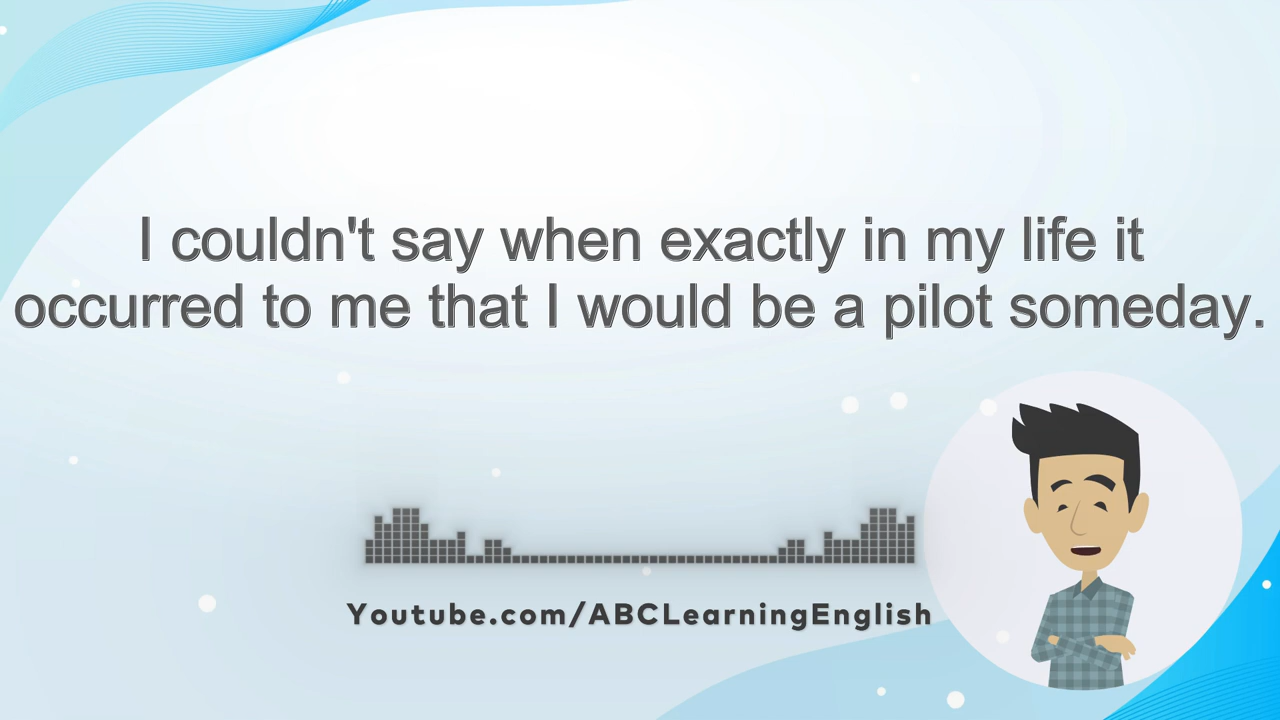 I couldn't say when exactly in my life it
occurred to me that I would be a pilot someday.
Youtube.com/ABCLearningEnglish